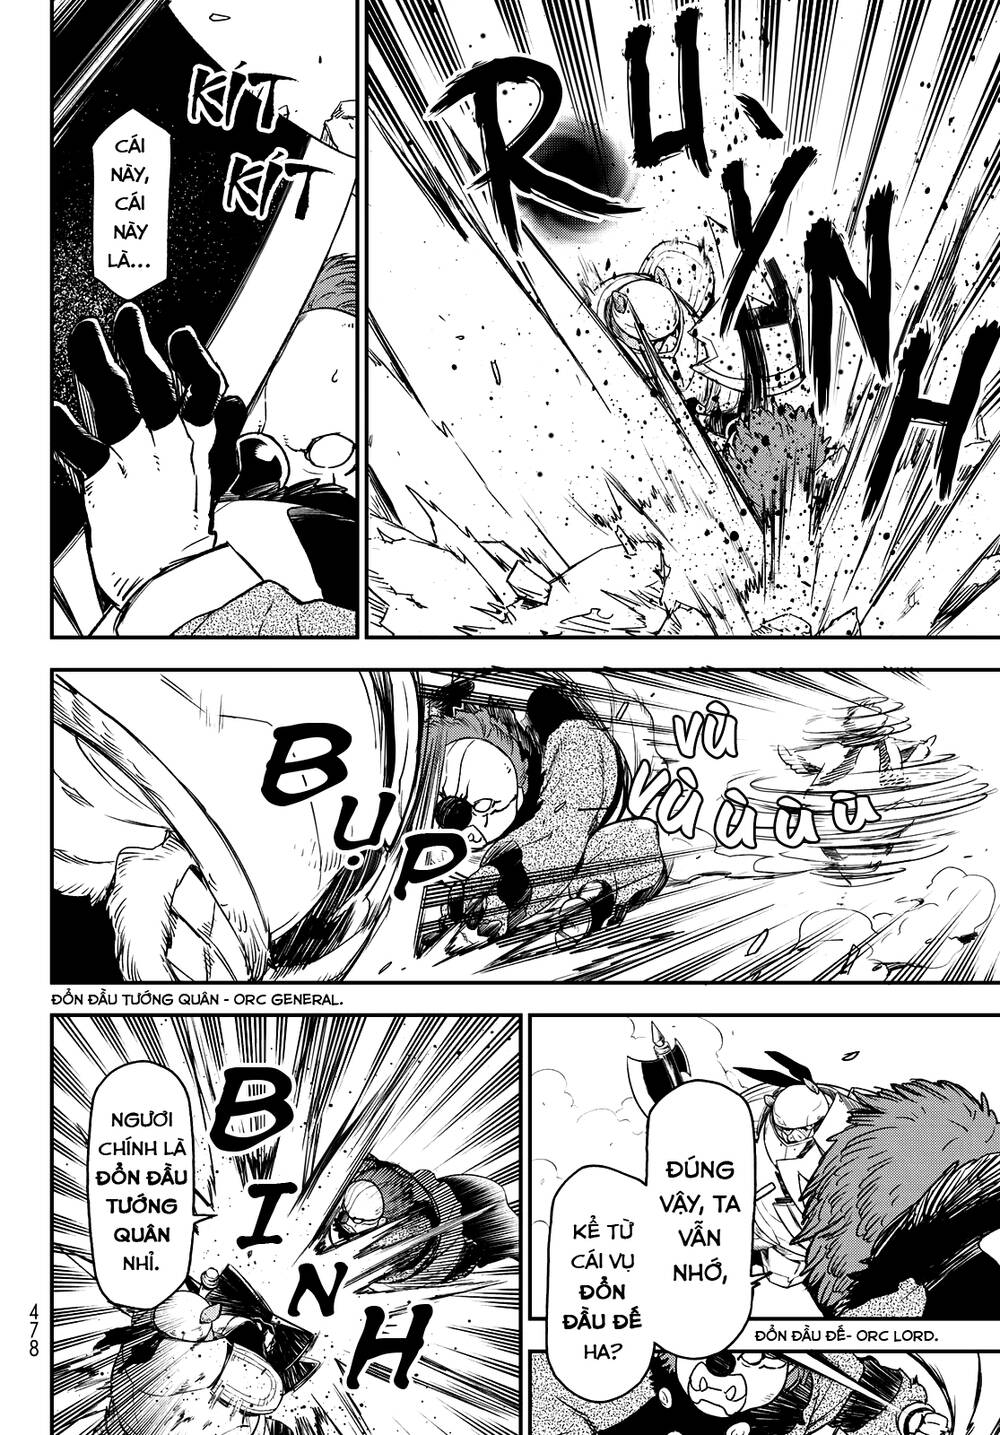 RUỲNH
KÍT
KÍT
CÁI
NÀY,
CÁI
NÀY
LÀ...
VÙ
VÙ Ù Ù Ù Ù
BỤP
ĐỒN ĐẦU TƯỚNG QUÂN - ORC GENERAL.
ĐÚNG
VẬY, TA
VẪN
NHỚ,
KỂ TỪ
CÁI VỤ
ĐỒN
ĐẦU ĐẾ
HA?
ĐỒN ĐẦU ĐẾ- ORC LORD.
BINH
NGƯƠI
CHÍNH LÀ
ĐỒN ĐẦU
TƯỚNG
QUÂN
NHỈ.
478